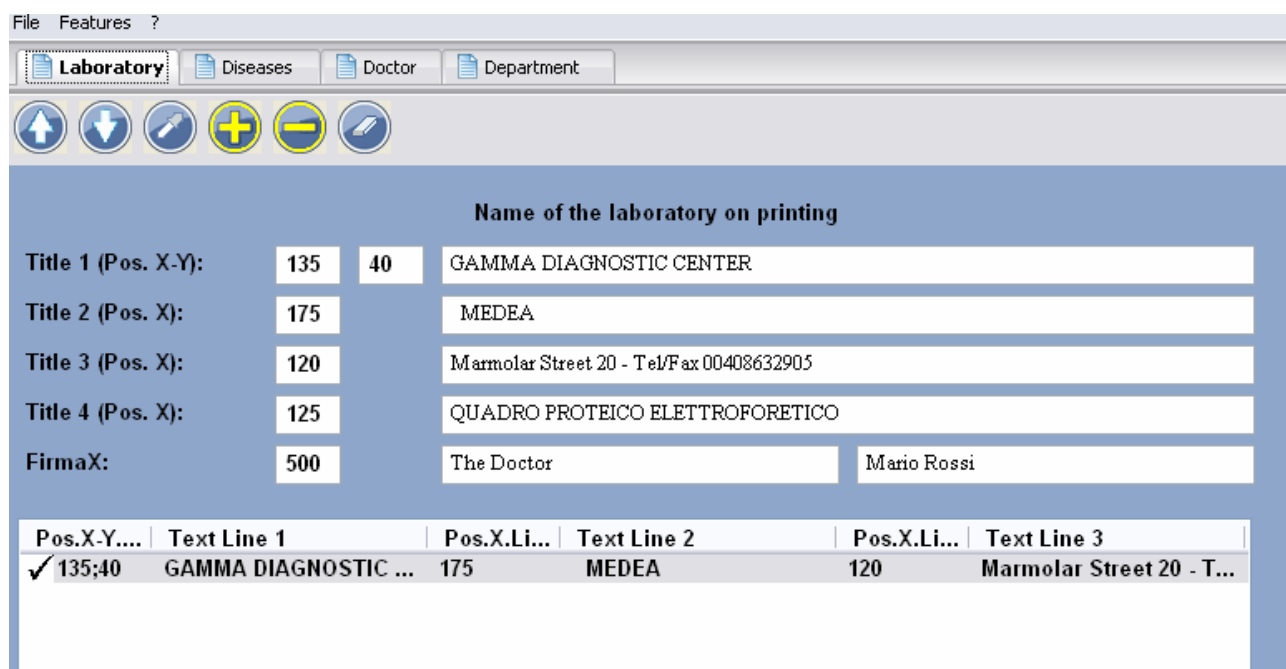 File Features ?
Laboratory Diseases Doctor Department
Name of the laboratory on printing
Title 1 (Pos. X-Y): 135 40 GAMMA DIAGNOSTIC CENTER
Title 2 (Pos. X): 175 MEDEA
Title 3 (Pos. X): 120 Marmolar Street 20 - Tel/Fax 00408632905
Title 4 (Pos. X): 125 QUADRO PROTEICO ELETTROFORETICO
FirmaX: 500 The Doctor Mario Rossi
Pos.X-Y.... Text Line 1 Pos.X.Li... Text Line 2 Pos.X.Li... Text Line 3
135;40 GAMMA DIAGNOSTIC ... 175 MEDEA 120 Marmolar Street 20 - T...